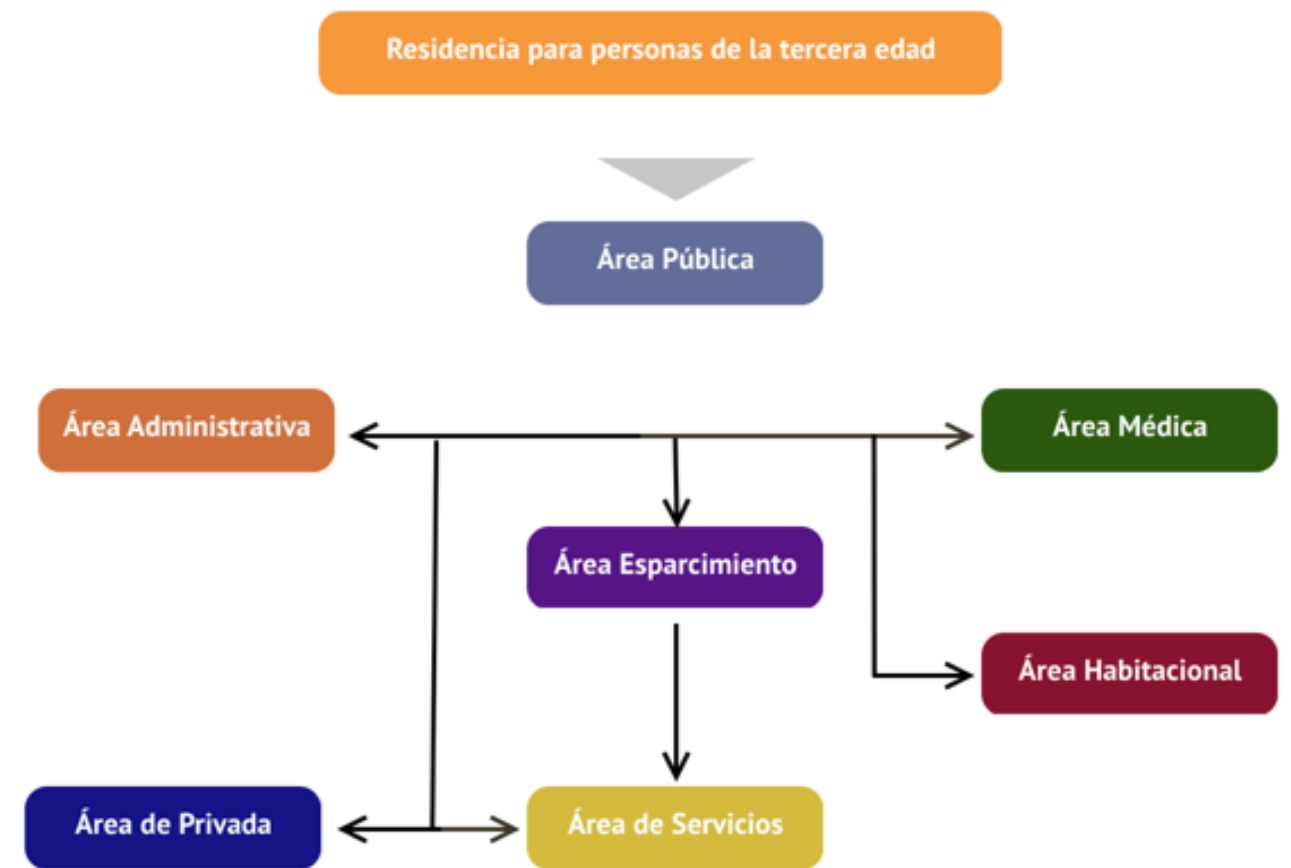 Residencia para personas de la tercera edad
Área Pública
Área Administrativa
Área Médica
Área Esparcimiento
Área Habitacional
Área de Privada
Área de Servicios